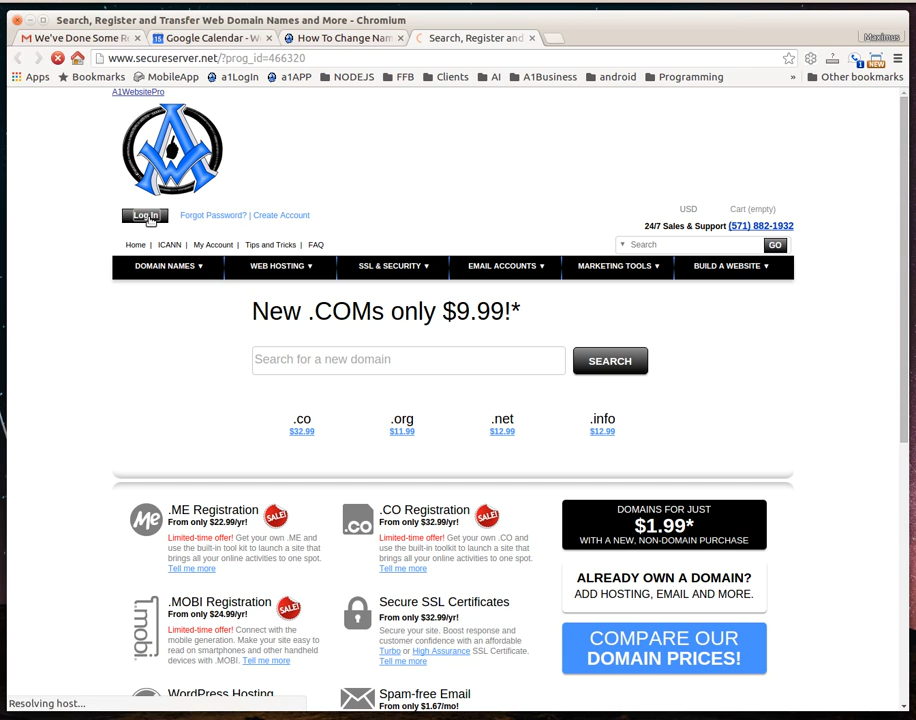 Search, Register and Transfer Web Domain Names and More - Chromium
We've Done Some R
Google Calendar - W
How To Change Nam
Search, Register and
Maximus
www.secureserver.net/?prog_id=466320
Apps
Bookmarks
MobileApp
a1LogIn
a1APP
NODEJS
FFB
Clients
AI
A1Business
android
Programming
»
Other bookmarks
NEW
A1WebsitePro
Log In
Forgot Password? | Create Account
USD
Cart (empty)
24/7 Sales & Support (571) 882-1932
Home | ICANN | My Account | Tips and Tricks | FAQ
Search
GO
DOMAIN NAMES ▼
WEB HOSTING ▼
SSL & SECURITY ▼
EMAIL ACCOUNTS ▼
MARKETING TOOLS ▼
BUILD A WEBSITE ▼
New .COMs only $9.99!*
Search for a new domain
SEARCH
.co
.org
.net
.info
$32.99
$11.99
$12.99
$12.99
Me
.ME Registration
From only $22.99/yr!
SALE!
Limited-time offer! Get your own .ME and
use the built-in tool kit to launch a site that
brings all your online activities to one spot.
Tell me more
.co
.CO Registration
From only $32.99/yr!
SALE!
Limited-time offer! Get your own .CO and
use the built-in toolkit to launch a site that
brings all your online activities to one spot.
Tell me more
DOMAINS FOR JUST
$1.99*
WITH A NEW, NON-DOMAIN PURCHASE
ALREADY OWN A DOMAIN?
ADD HOSTING, EMAIL AND MORE.
COMPARE OUR
DOMAIN PRICES!
.mobi
.MOBI Registration
From only $24.99/yr!
SALE!
Limited-time offer! Connect with the
mobile generation. Make your site easy to
read on smartphones and other handheld
devices with .MOBI. Tell me more
Secure SSL Certificates
From only $32.99/yr!
Secure your site. Boost response and
customer confidence with an affordable
Turbo or High Assurance SSL Certificate.
Tell me more
WordPress Hosting
Spam-free Email
From only $1.67/mo!
Resolving host...